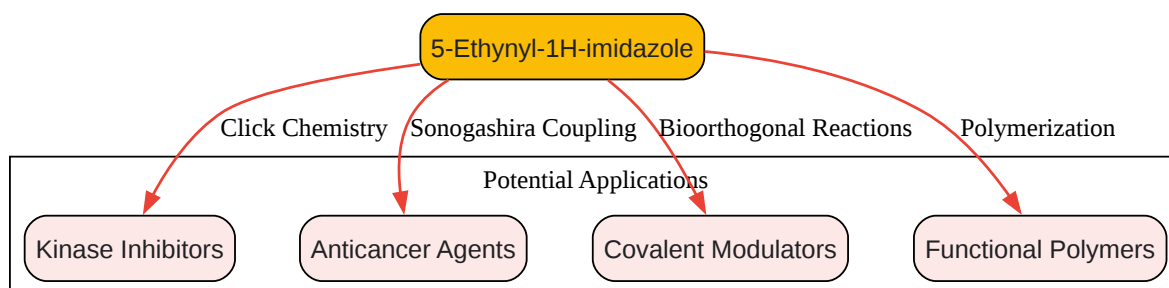 5-Ethynyl-1H-imidazole
Click Chemistry
Sonogashira Coupling
Bioorthogonal Reactions
Polymerization
Potential Applications
Kinase Inhibitors
Anticancer Agents
Covalent Modulators
Functional Polymers